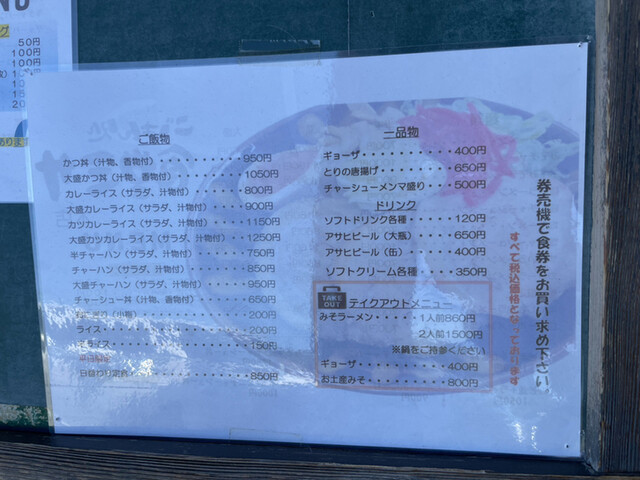 ND
50円
100円
100円
ご飯物
かつ丼（汁物、香物付）・・・・・・・・・・950円
大盛かつ丼（汁物、香物付）・・・・・・・・1050円
カレーライス（サラダ、汁物付）・・・・・・800円
大盛カレーライス（サラダ、汁物付）・・・・900円
カツカレーライス（サラダ、汁物付）・・・・1150円
大盛カツカレーライス（サラダ、汁物付）・・1250円
半チャーハン（サラダ、汁物付）・・・・・・750円
チャーハン（サラダ、汁物付）・・・・・・・850円
大盛チャーハン（サラダ、汁物付）・・・・・950円
チャーシュー丼（汁物、香物付）・・・・・・650円
・・・・・・・・・200円
ライス・・・・・・・・・・・・・・・・・・200円
半ライス・・・・・・・・・・・・・・・・・150円
日替わり定食・・・・・・・・・・・・・・・850円
一品物
ギョーザ・・・・・・・・・・・400円
とりの唐揚げ・・・・・・・・・650円
チャーシューメンマ盛り・・・・500円
ドリンク
ソフトドリンク各種・・・・・・120円
アサヒビール（大瓶）・・・・・650円
アサヒビール（缶）・・・・・・400円
ソフトクリーム各種・・・・350円
TAKE OUT テイクアウトメニュー
みそラーメン・・・・・1人前860円
2人前1500円
※鍋をご持参ください
ギョーザ・・・・・・・・・・・400円
お土産みそ・・・・・・・・・・800円
券売機で食券をお買い求め下さい
すべて税込価格となっております